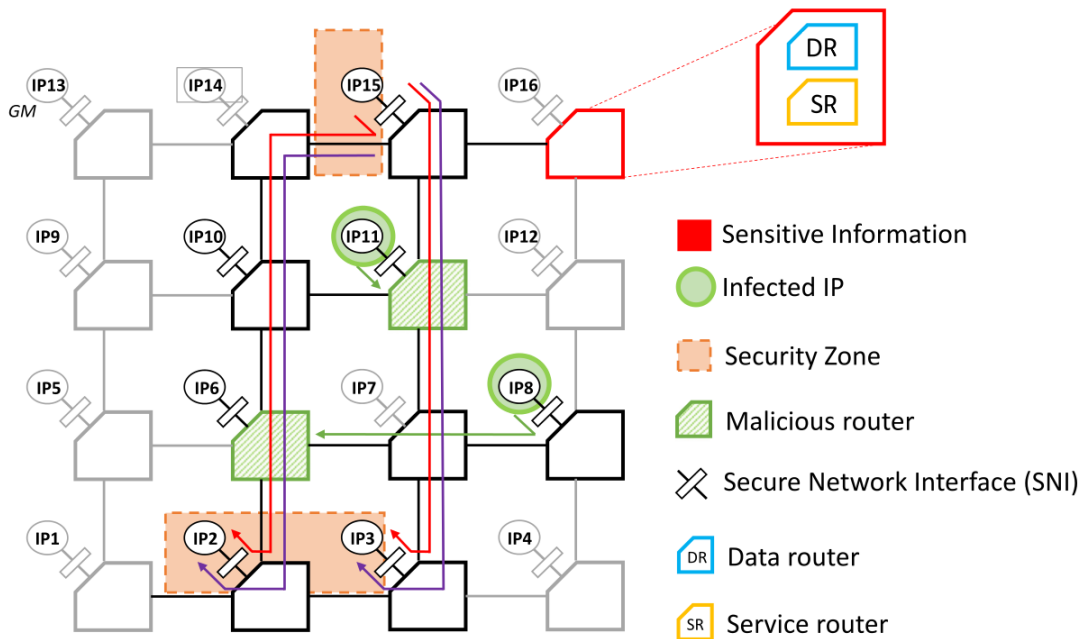 DR
SR
IP13
IP14
IP15
IP16
GM
IP9
IP10
IP11
IP12
Sensitive Information
Infected IP
Security Zone
IP5
IP6
IP7
IP8
Malicious router
Secure Network Interface (SNI)
IP1
IP2
IP3
IP4
DR
Data router
SR
Service router